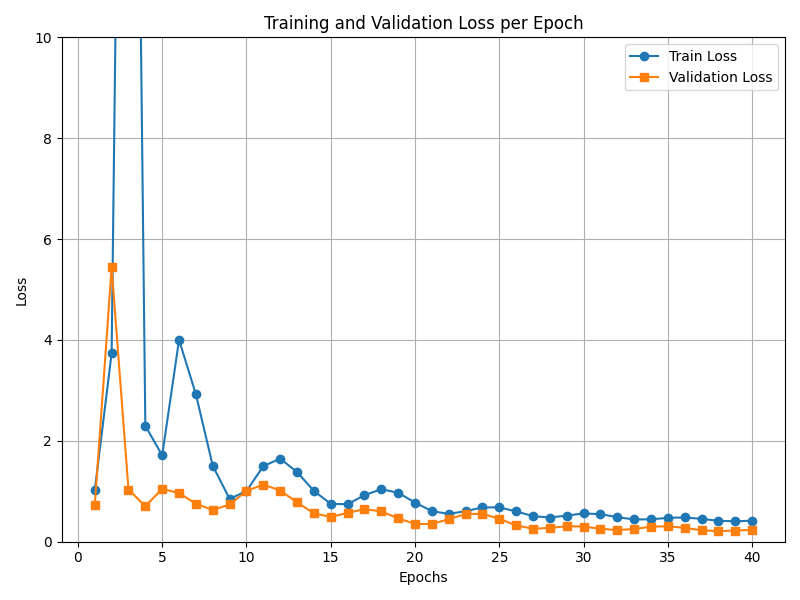 Training and Validation Loss per Epoch
Train Loss
Validation Loss
Loss
10
8
6
4
2
0
0 5 10 15 20 25 30 35 40
Epochs